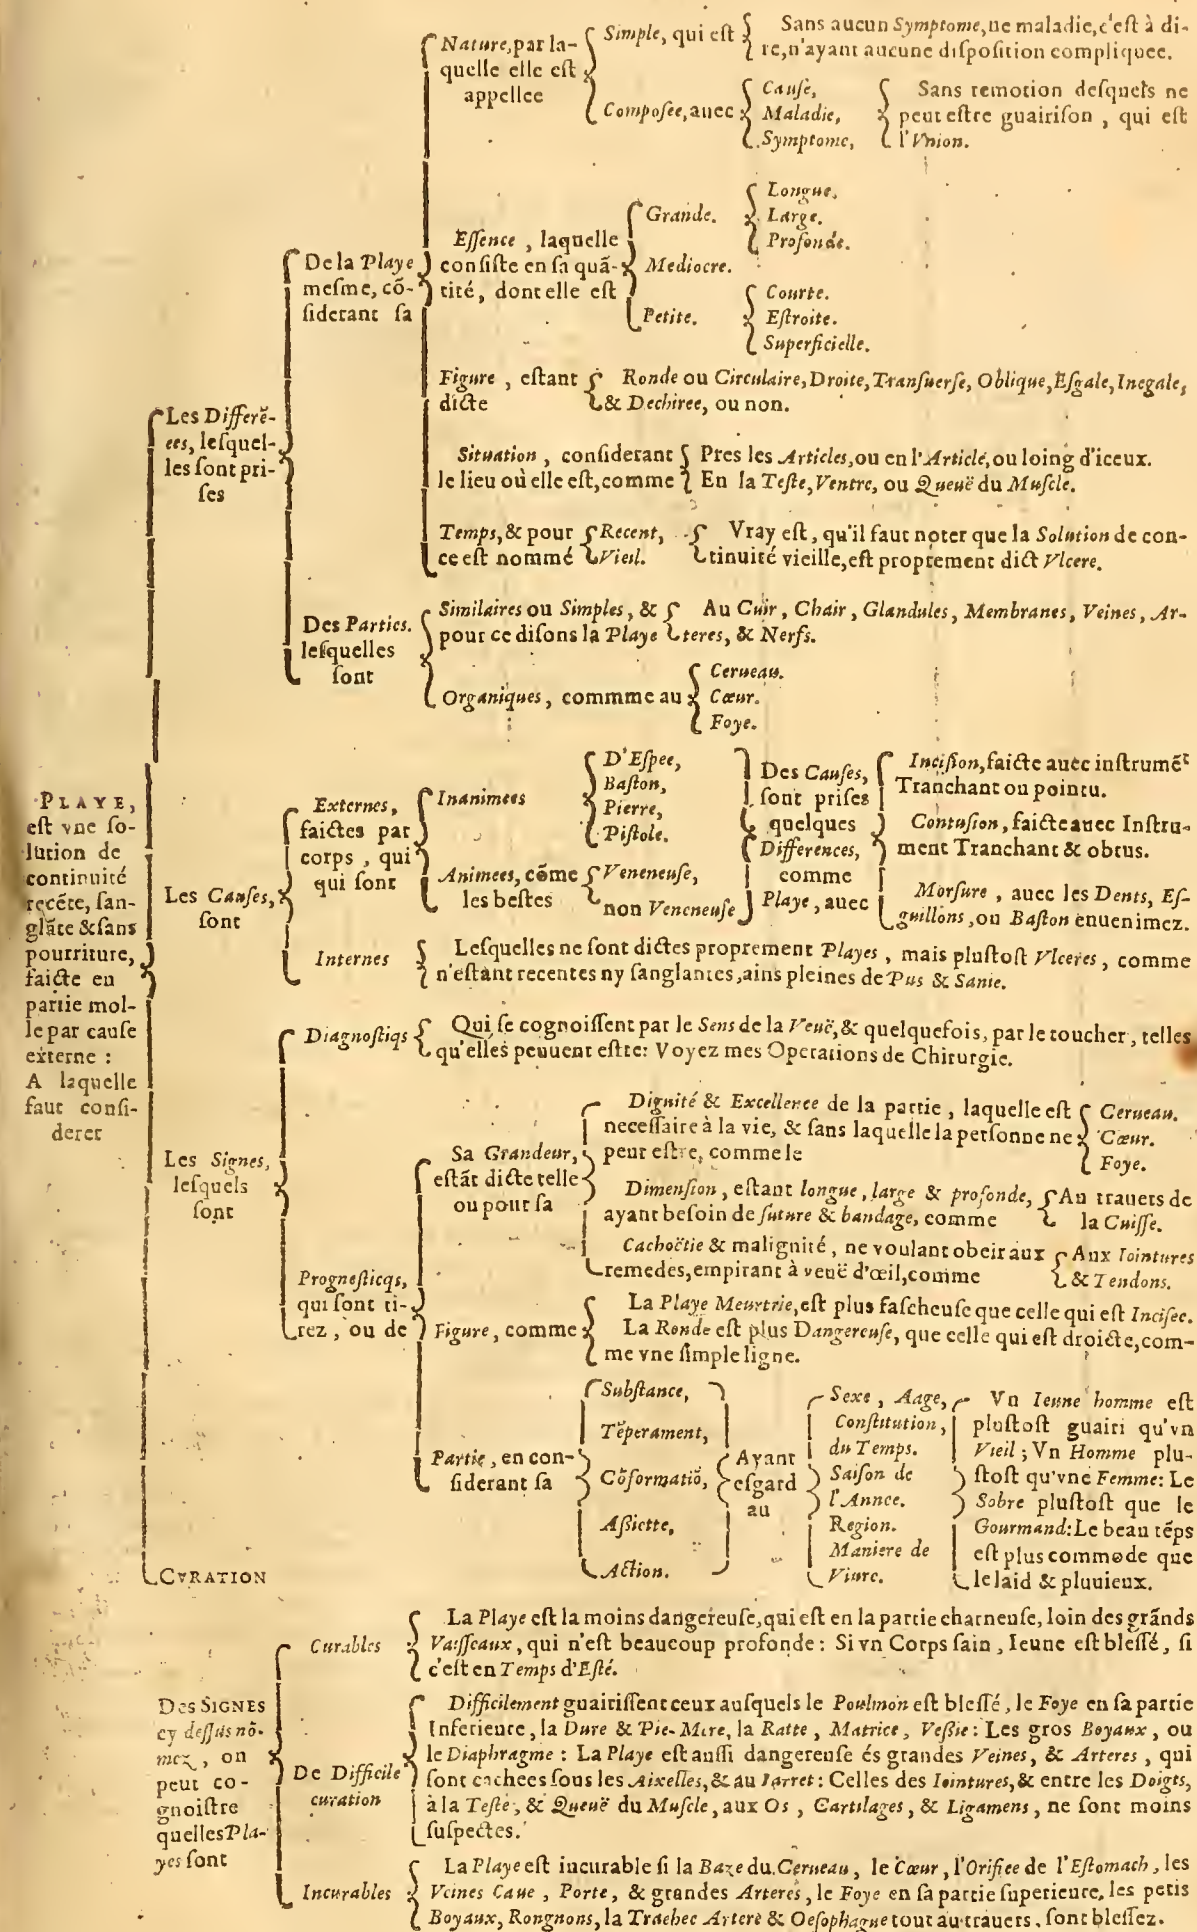 PLAYE,
est vne so-
lution de
continuité
recẽte, san-
glãte & sans
pourriture,
faicte en
partie mol-
le par cause
externe :
A laquelle
faut consi-
derer
Les Differẽ-
ces, lesquel-
les sont pri-
ses
De la Playe
mesme, cõ-
siderant sa
Nature, par la-
quelle elle est
appellee
Simple, qui est
Sans aucun Symptome, ne maladie, c'est à di-
re, n'ayant aucune disposition compliquee.
Composee, auec
Cause,
Maladie,
Symptome,
Sans remotion desquels ne
peut estre guairison , qui est
l'Vnion.
Essence , laquelle
consiste en sa quã-
tité, dont elle est
Grande.
Longue.
Large.
Profonde.
Mediocre.
Petite.
Courte.
Estroite.
Superficielle.
Figure , estant
dicte
Ronde ou Circulaire, Droite, Transuerse, Oblique, Esgale, Inegale,
& Dechiree, ou non.
Situation , considerant
le lieu où elle est, comme
Pres les Articles, ou en l'Article, ou loing d'iceux.
En la Teste, Ventre, ou Queuë du Muscle.
Temps, & pour
ce est nommé
Recent,
Vieil.
Vray est, qu'il faut noter que la Solution de con-
tinuité vieille, est proprement dict Vlcere.
Des Parties.
lesquelles
sont
Similaires ou Simples, &
pour ce disons la Playe
Au Cuir, Chair, Glandules, Membranes, Veines, Ar-
teres, & Nerfs.
Organiques, commme au
Cerueau.
Cœur.
Foye.
Les Causes,
sont
Externes,
faictes par
corps , qui
qui sont
Inanimees
D'Espee,
Baston,
Pierre,
Pistole.
Animees, cõme
les bestes
Veneneuse,
non Veneneuse
Des Causes,
sont prises
quelques
Differences,
comme
Playe, auec
Incision, faicte auec instrumẽt
Tranchant ou pointu.
Contusion, faicte auec Instru-
ment Tranchant & obtus.
Morsure , auec les Dents, Es-
guillons, ou Baston enuenimez.
Internes
Lesquelles ne sont dictes proprement Playes , mais plustost Vlceres , comme
n'estant recentes ny sanglantes, ains pleines de Pus & Sanie.
Les Signes,
lesquels
sont
Diagnostiqs
Qui se cognoissent par le Sens de la Veuë, & quelquefois, par le toucher, telles
qu'elles peuuent estre: Voyez mes Operations de Chirurgie.
Prognesticqs,
qui sont ti-
rez, ou de
Sa Grandeur,
estãt dicte telle
ou pour sa
Dignité & Excellence de la partie , laquelle est
necessaire à la vie, & sans laquelle la personne ne
peut estre, comme le
Cerueau.
Cœur.
Foye.
Dimension, estant longue, large & profonde,
ayant besoin de suture & bandage, comme
Au trauers de
la Cuisse.
Cachoëtie & malignité, ne voulant obeir aux
remedes, empirant à veuë d'œil, comme
Aux Iointures
& Tendons.
Figure, comme
La Playe Meurtrie, est plus fascheuse que celle qui est Incisee.
La Ronde est plus Dangereuse, que celle qui est droicte, com-
me vne simple ligne.
Partie, en con-
siderant sa
Substance,
Tẽperament,
Cõformatiõ,
Assiette,
Action.
Ayant
esgard
au
Sexe, Aage,
Constitution,
du Temps.
Saison de
l'Annee.
Region.
Maniere de
Viure.
Vn Ieune homme est
plustost guairi qu'vn
Vieil; Vn Homme plu-
stost qu'vne Femme: Le
Sobre plustost que le
Gourmand: Le beau tẽps
est plus commode que
le laid & pluuieux.
CVRATION
Des SIGNES
cy dessus nõ-
mez, on
peut co-
gnoistre
quelles Pla-
yes sont
Curables
La Playe est la moins dangereuse, qui est en la partie charneuse, loin des grãnds
Vaisseaux, qui n'est beaucoup profonde: Si vn Corps sain, Ieune est blessé, si
c'est en Temps d'Esté.
De Difficile
curation
Difficilement guairissent ceux ausquels le Poulmon est blessé, le Foye en sa partie
Inferieure, la Dure & Pie-Mere, la Ratte, Matrice, Vessie: Les gros Boyaux, ou
le Diaphragme : La Playe est aussi dangereuse és grandes Veines, & Arteres, qui
sont cachees sous les Aixelles, & au Iarret: Celles des Iointures, & entre les Doigts,
à la Teste, & Queuë du Muscle, aux Os , Cartilages, & Ligamens, ne sont moins
suspectes.
Incurables
La Playe est incurable si la Baze du Cerueau, le Cœur, l'Orifice de l'Estomach, les
Veines Caue, Porte, & grandes Arteres, le Foye en sa partie superieure, les petis
Boyaux, Rongnons, la Trachee Artere & Oesophague tout au trauers, sont blessez.